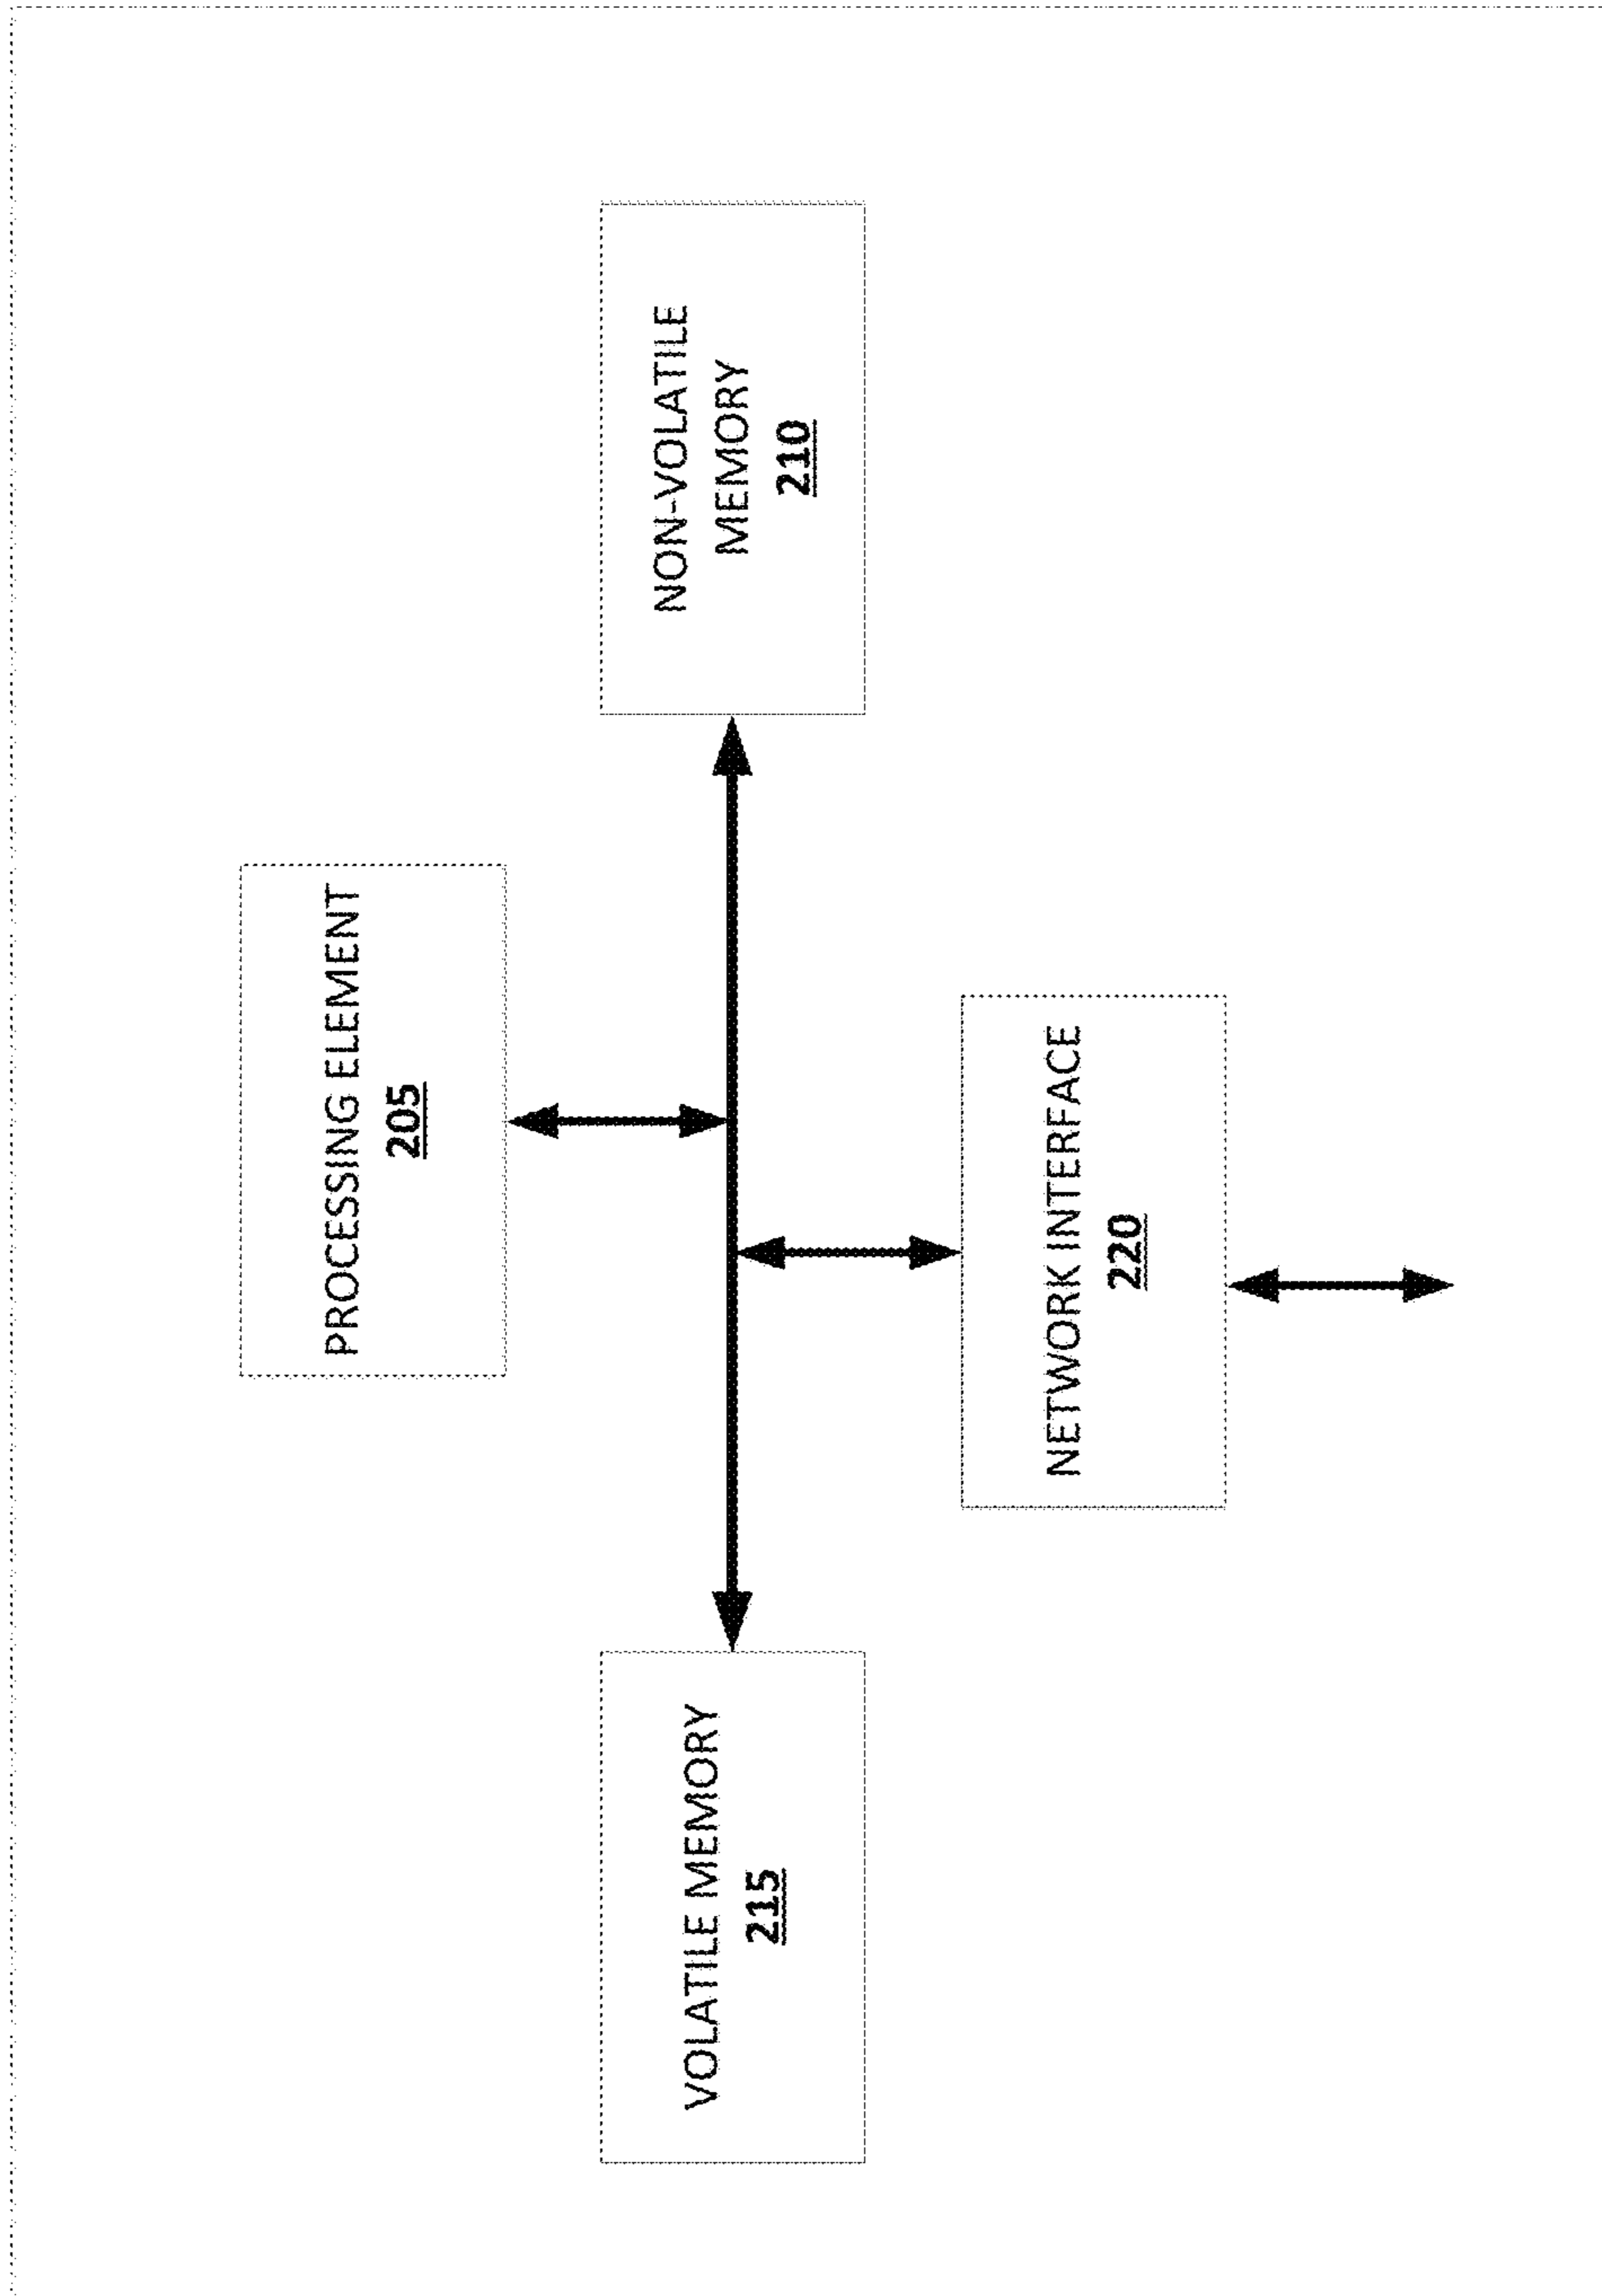 PROCESSING ELEMENT
205
VOLATILE MEMORY
215
NON-VOLATILE
MEMORY
210
NETWORK INTERFACE
220